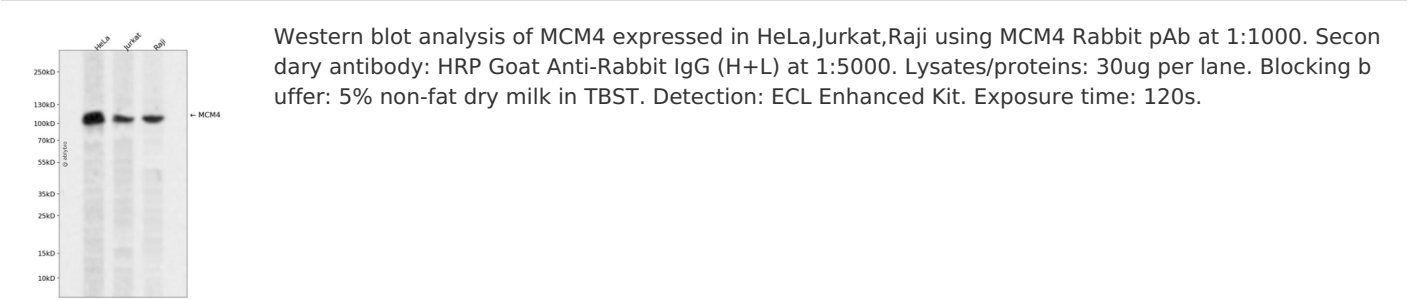 HeLa Jurkat Raji
250kD
130kD
100kD
70kD
55kD
35kD
25kD
15kD
10kD
← MCM4
@ abtybio
Western blot analysis of MCM4 expressed in HeLa,Jurkat,Raji using MCM4 Rabbit pAb at 1:1000. Secon
dary antibody: HRP Goat Anti-Rabbit IgG (H+L) at 1:5000. Lysates/proteins: 30ug per lane. Blocking b
uffer: 5% non-fat dry milk in TBST. Detection: ECL Enhanced Kit. Exposure time: 120s.